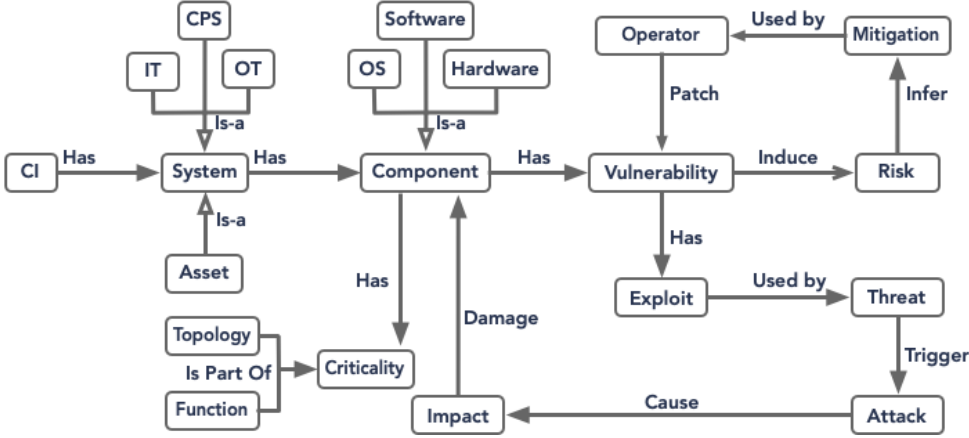 CPS
Software
Operator
Used by
Mitigation
IT
OT
OS
Hardware
Patch
Infer
Is-a
Is-a
CI
Has
System
Has
Component
Has
Vulnerability
Induce
Risk
Is-a
Has
Asset
Has
Exploit
Used by
Threat
Topology
Damage
Is Part Of
Criticality
Trigger
Function
Impact
Cause
Attack